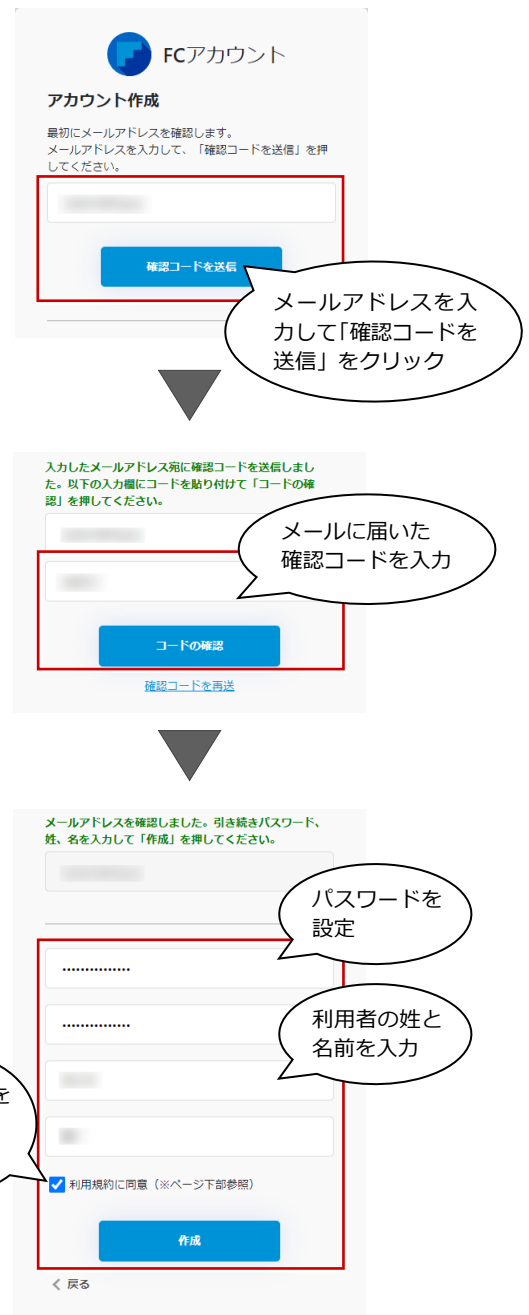 FCアカウント
アカウント作成
最初にメールアドレスを確認します。
メールアドレスを入力して、「確認コードを送信」を押
してください。
確認コードを送信
メールアドレスを入
力して「確認コードを
送信」をクリック
入力したメールアドレス宛に確認コードを送信しまし
た。以下の入力欄にコードを貼り付けて「コードの確
認」を押してください。
メールに届いた
確認コードを入力
コードの確認
確認コードを再送
メールアドレスを確認しました。引き続きパスワード、
姓、名を入力して「作成」を押してください。
パスワードを
設定
利用者の姓と
名前を入力
を
利用規約に同意（※ページ下部参照）
作成
戻る